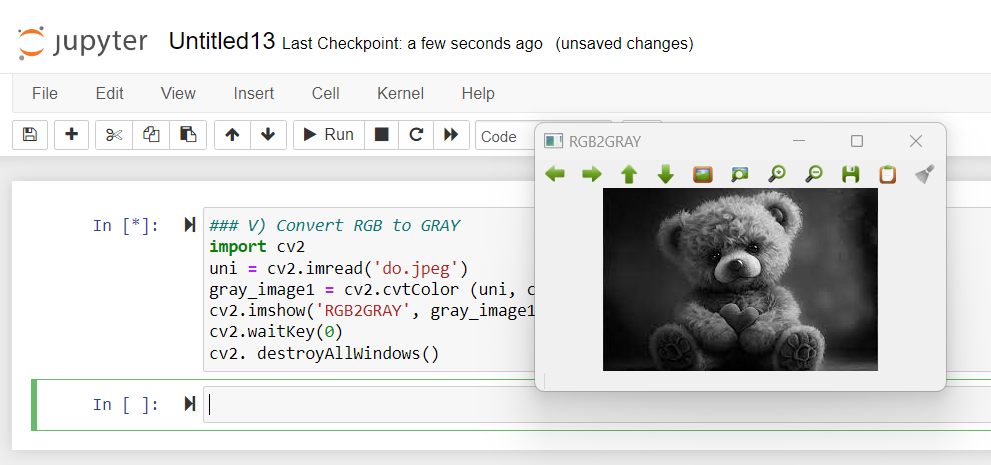 jupyter Untitled13 Last Checkpoint: a few seconds ago (unsaved changes)
File Edit View Insert Cell Kernel Help
Run Code
RGB2GRAY
In [*]:
### V) Convert RGB to GRAY
import cv2
uni = cv2.imread('do.jpeg')
gray_image1 = cv2.cvtColor (uni, c
cv2.imshow('RGB2GRAY', gray_image1
cv2.waitKey(0)
cv2. destroyAllWindows()
In [ ]: